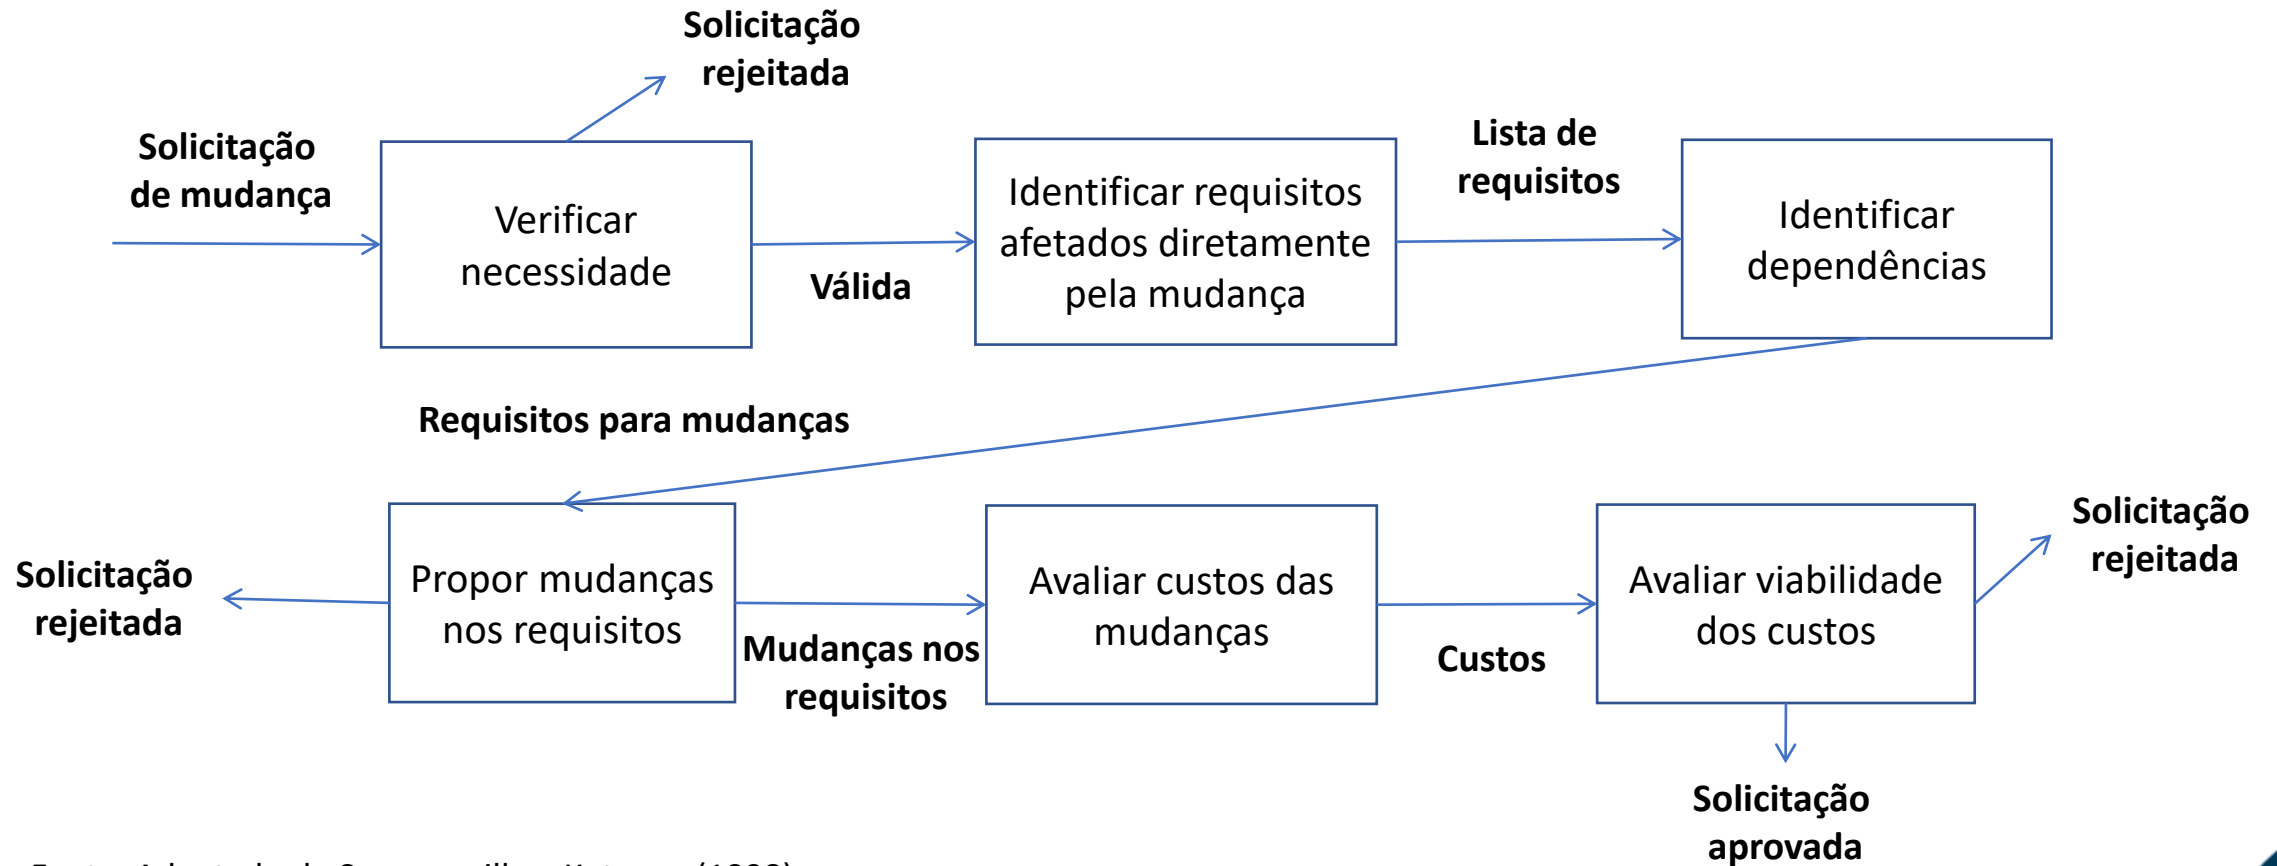 Solicitação
rejeitada
Solicitação
de mudança
Verificar
necessidade
Válida
Identificar requisitos
afetados diretamente
pela mudança
Lista de
requisitos
Identificar
dependências
Requisitos para mudanças
Solicitação
rejeitada
Propor mudanças
nos requisitos
Mudanças nos
requisitos
Avaliar custos das
mudanças
Custos
Avaliar viabilidade
dos custos
Solicitação
rejeitada
Solicitação
aprovada